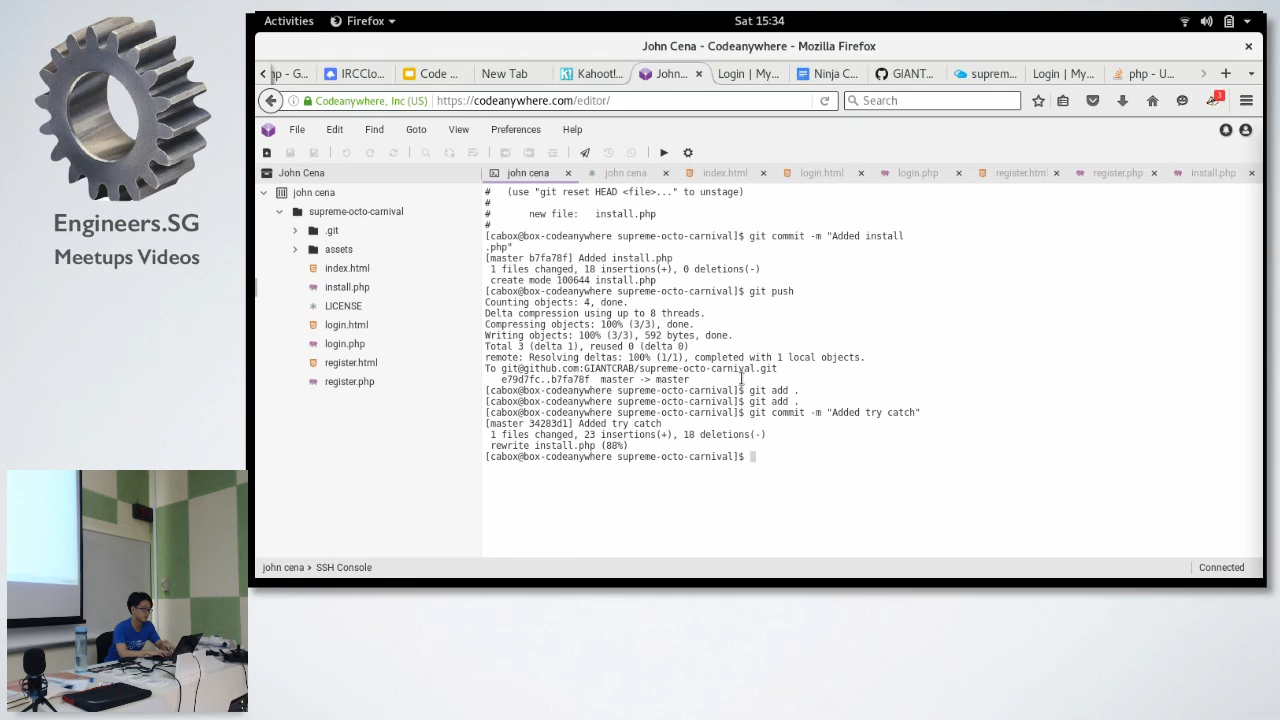 Engineers.SG
Meetups Videos
Activities Firefox Sat 15:34
John Cena - Codeanywhere - Mozilla Firefox
hp - G... IRCClo... Code ... New Tab Kahoot!... John... Login | My... Ninja C... GIANT... suprem... Login | My... php - U...
Codeanywhere, Inc (US) https://codeanywhere.com/editor/ Search 3
File Edit Find Goto View Preferences Help
John Cena
john cena john cena index.html login.html login.php register.html register.php install.php
john cena
supreme-octo-carnival
.git
assets
index.html
install.php
LICENSE
login.html
login.php
register.html
register.php
# (use "git reset HEAD <file>..." to unstage)
#
# new file: install.php
#
[cabox@box-codeanywhere supreme-octo-carnival]$ git commit -m "Added install
.php"
[master b7fa78f] Added install.php
1 files changed, 18 insertions(+), 0 deletions(-)
create mode 100644 install.php
[cabox@box-codeanywhere supreme-octo-carnival]$ git push
Counting objects: 4, done.
Delta compression using up to 8 threads.
Compressing objects: 100% (3/3), done.
Writing objects: 100% (3/3), 592 bytes, done.
Total 3 (delta 1), reused 0 (delta 0)
remote: Resolving deltas: 100% (1/1), completed with 1 local objects.
To git@github.com:GIANTCRAB/supreme-octo-carnival.git
e79d7fc..b7fa78f master -> master
[cabox@box-codeanywhere supreme-octo-carnival]$ git add .
[cabox@box-codeanywhere supreme-octo-carnival]$ git add .
[cabox@box-codeanywhere supreme-octo-carnival]$ git commit -m "Added try catch"
[master 34283d1] Added try catch
1 files changed, 23 insertions(+), 18 deletions(-)
rewrite install.php (88%)
[cabox@box-codeanywhere supreme-octo-carnival]$
john cena > SSH Console Connected